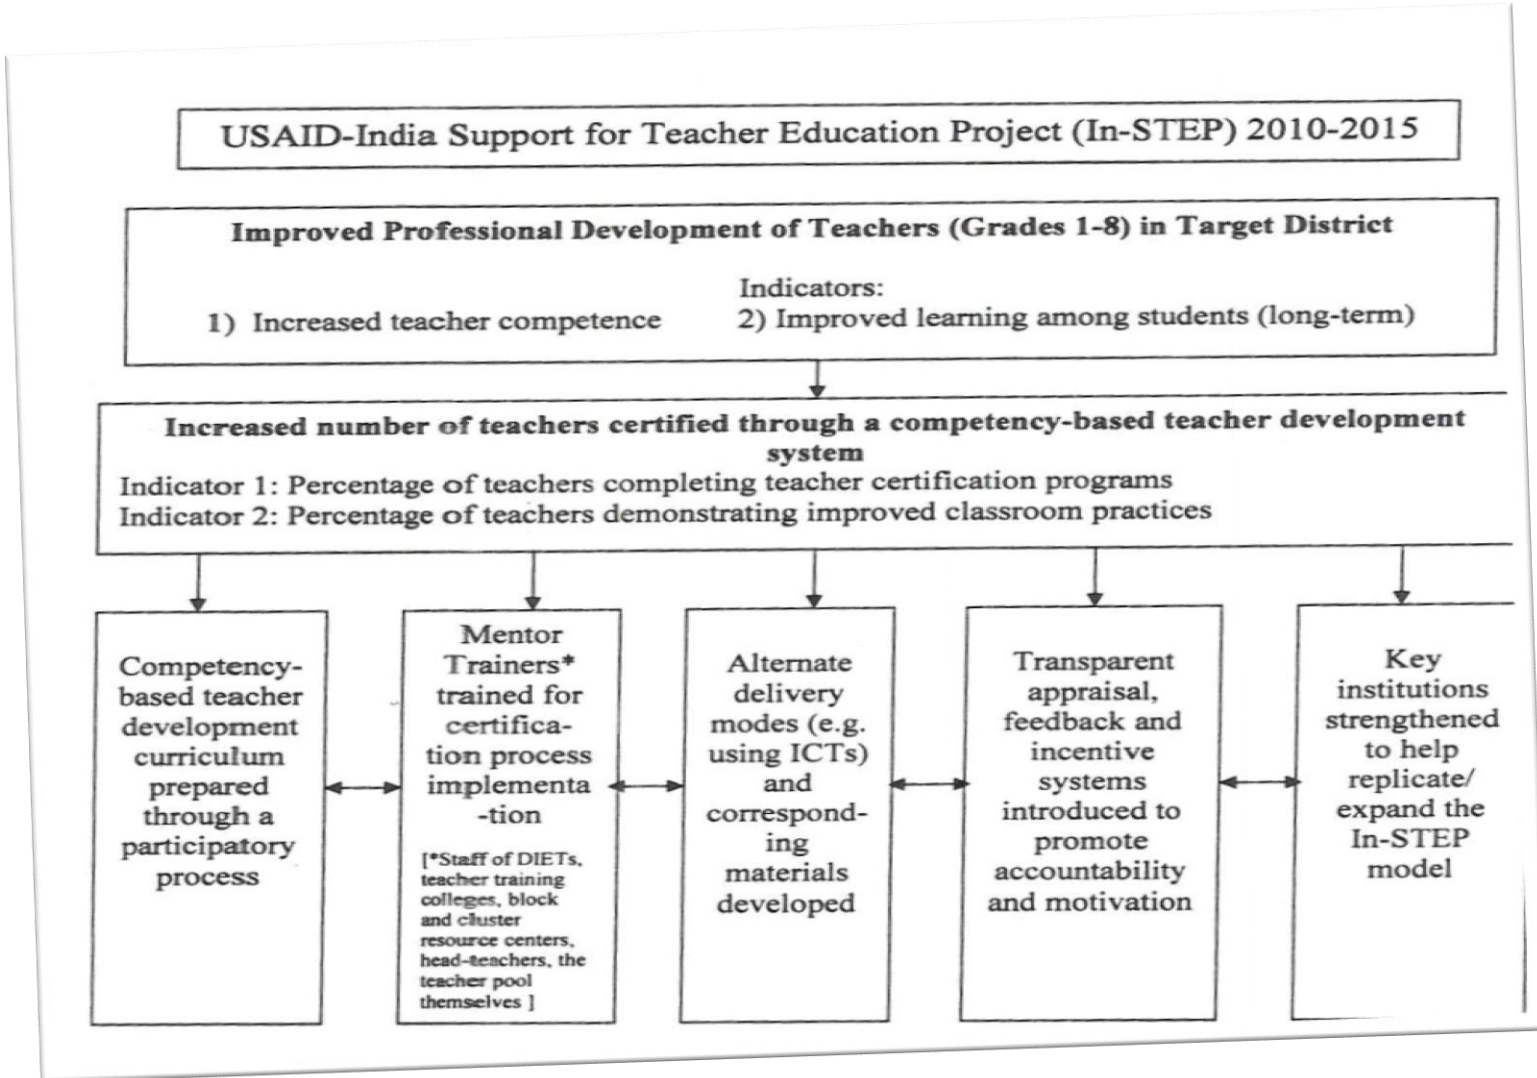 USAID-India Support for Teacher Education Project (In-STEP) 2010-2015
Improved Professional Development of Teachers (Grades 1-8) in Target District
Indicators:
1) Increased teacher competence
2) Improved learning among students (long-term)
Increased number of teachers certified through a competency-based teacher development
system
Indicator 1: Percentage of teachers completing teacher certification programs
Indicator 2: Percentage of teachers demonstrating improved classroom practices
Competency-
based teacher
development
curriculum
prepared
through a
participatory
process
Mentor
Trainers*
trained for
certifica-
tion process
implementa
-tion
[*Staff of DIETs,
teacher training
colleges, block
and cluster
resource centers,
head-teachers, the
teacher pool
themselves ]
Alternate
delivery
modes (e.g.
using ICTs)
and
correspond-
ing
materials
developed
Transparent
appraisal,
feedback and
incentive
systems
introduced to
promote
accountability
and motivation
Key
institutions
strengthened
to help
replicate/
expand the
In-STEP
model